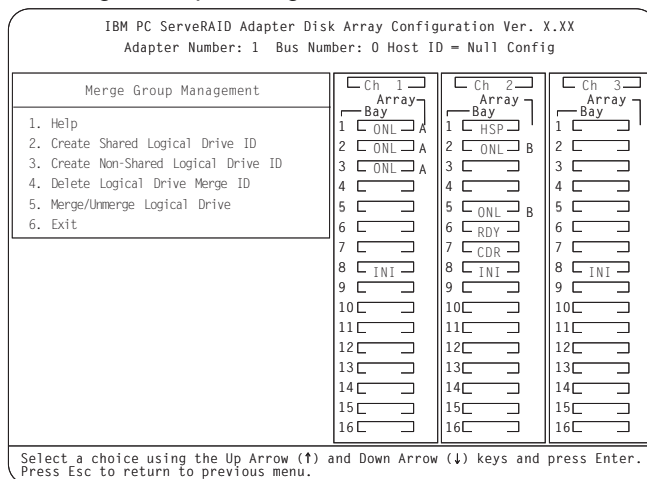 IBM PC ServeRAID Adapter Disk Array Configuration Ver. X.XX
Adapter Number: 1 Bus Number: 0 Host ID = Null Config
Merge Group Management
1. Help
2. Create Shared Logical Drive ID
3. Create Non-Shared Logical Drive ID
4. Delete Logical Drive Merge ID
5. Merge/Unmerge Logical Drive
6. Exit
Ch 1
Array
Bay
1 ONL A
2 ONL A
3 ONL A
4
5
6
7
8 INI
9
10
11
12
13
14
15
16
Ch 2
Array
Bay
1 HSP
2 ONL B
3
4
5 ONL B
6 RDY
7 CDR
8 INI
9
10
11
12
13
14
15
16
Ch 3
Array
Bay
1
2
3
4
5
6
7
8 INI
9
10
11
12
13
14
15
16
Select a choice using the Up Arrow (↑) and Down Arrow (↓) keys and press Enter.
Press Esc to return to previous menu.